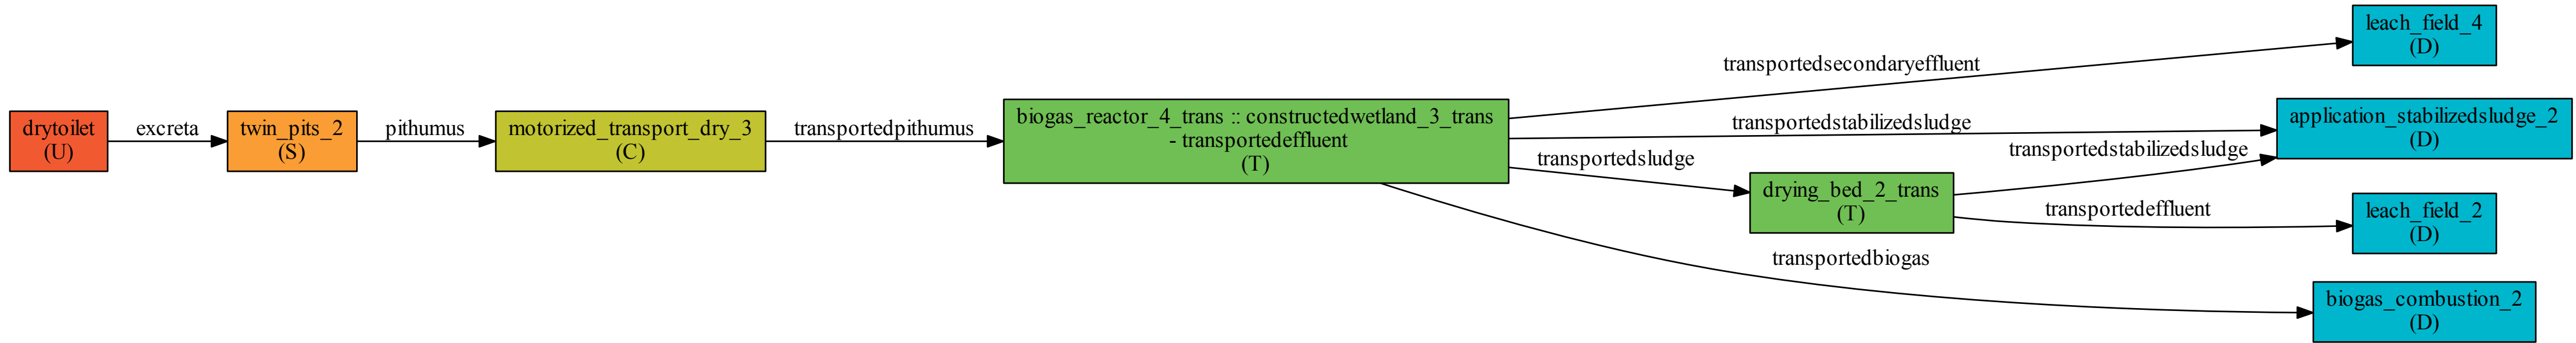 drytoilet
(U)
excreta
twin_pits_2
(S)
pithumus
motorized_transport_dry_3
(C)
transportedpithumus
biogas_reactor_4_trans :: constructedwetland_3_trans
- transportedeffluent
(T)
transportedsecondaryeffluent
transportedstabilizedsludge
transportedsludge
transportedbiogas
drying_bed_2_trans
(T)
transportedstabilizedsludge
transportedeffluent
leach_field_4
(D)
application_stabilizedsludge_2
(D)
leach_field_2
(D)
biogas_combustion_2
(D)